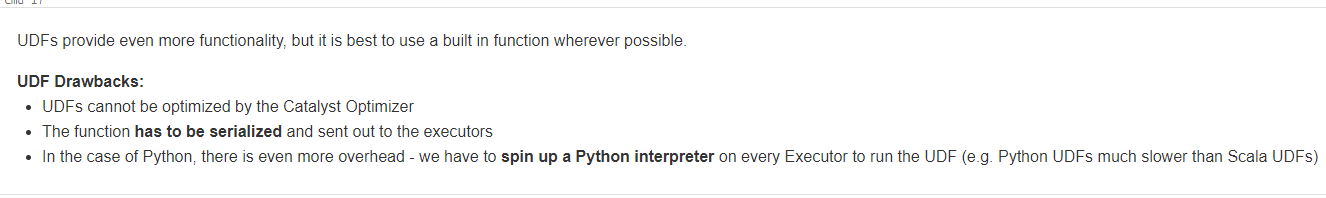 Cmd 17
UDFs provide even more functionality, but it is best to use a built in function wherever possible.
UDF Drawbacks:
• UDFs cannot be optimized by the Catalyst Optimizer
• The function has to be serialized and sent out to the executors
• In the case of Python, there is even more overhead - we have to spin up a Python interpreter on every Executor to run the UDF (e.g. Python UDFs much slower than Scala UDFs)